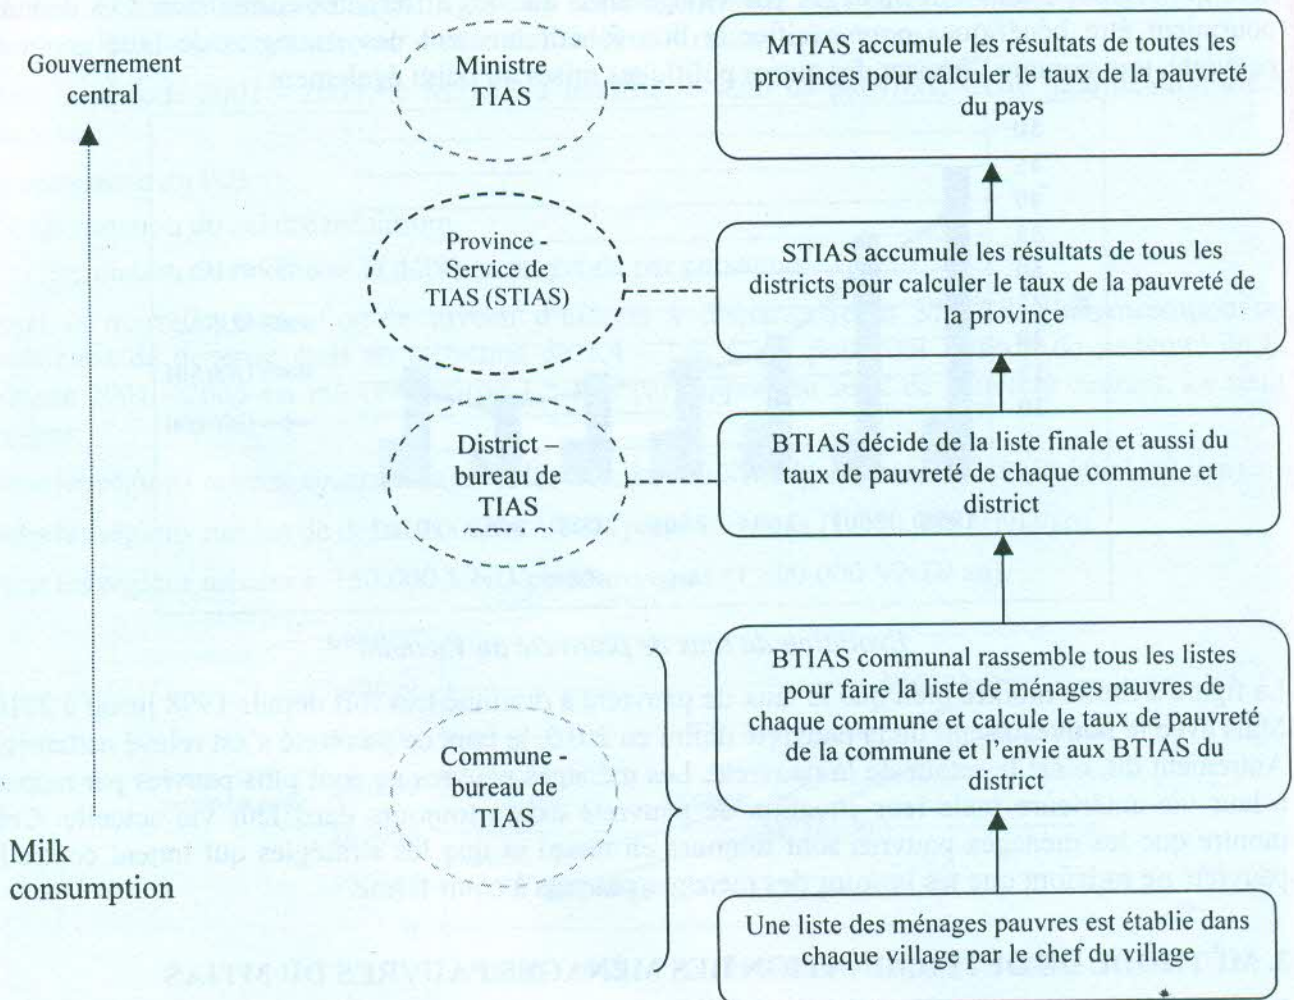 Gouvernement
central
Ministre
TIAS
MTIAS accumule les résultats de toutes les
provinces pour calculer le taux de la pauvreté
du pays
Province -
Service de
TIAS (STIAS)
STIAS accumule les résultats de tous les
districts pour calculer le taux de la pauvreté de
la province
District –
bureau de
TIAS
BTIAS décide de la liste finale et aussi du
taux de pauvreté de chaque commune et
district
Commune -
bureau de
TIAS
BTIAS communal rassemble tous les listes
pour faire la liste de ménages pauvres de
chaque commune et calcule le taux de pauvreté
de la commune et l'envie aux BTIAS du
district
Milk
consumption
Une liste des ménages pauvres est établie dans
chaque village par le chef du village